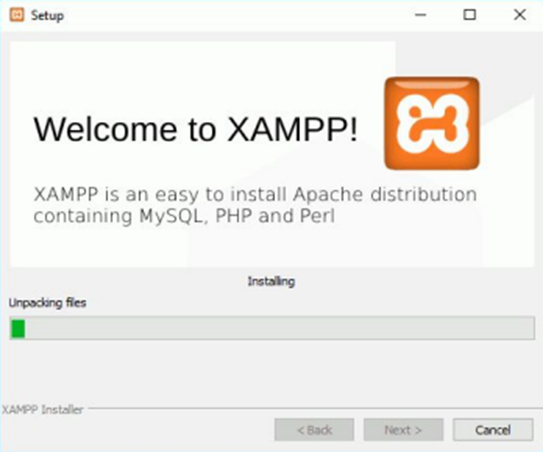 Setup
Welcome to XAMPP!
XAMPP is an easy to install Apache distribution
containing MySQL, PHP and Perl
Installing
Unpacking files
XAMPP Installer
< Back
Next >
Cancel